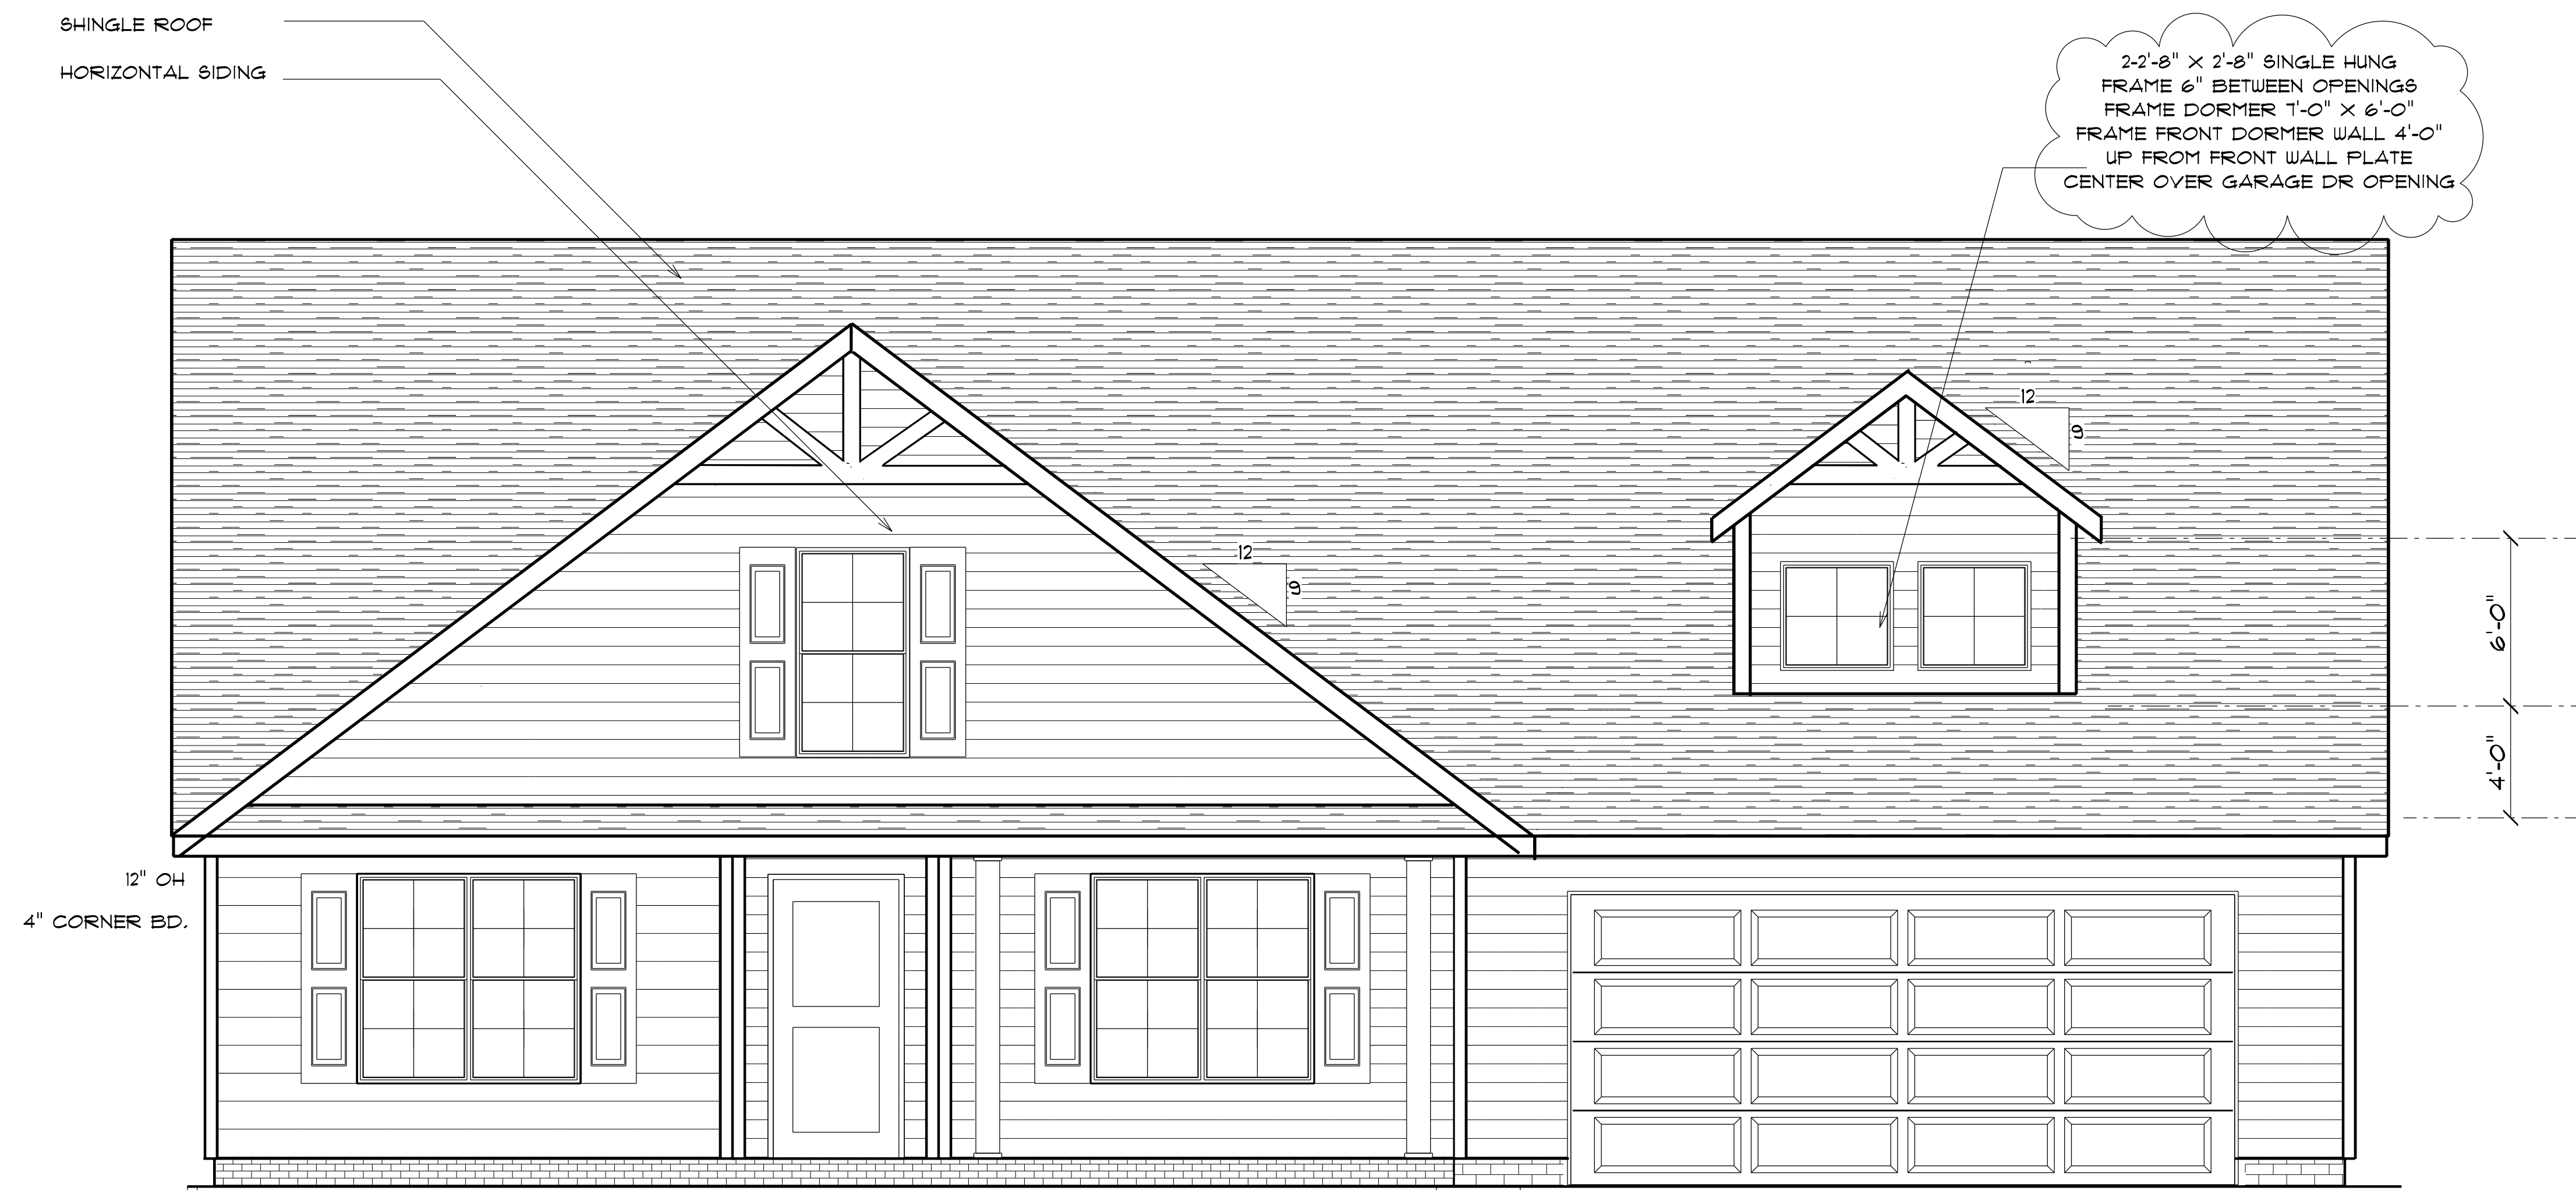 SHINGLE ROOF
HORIZONTAL SIDING
2-2'-8" X 2'-8" SINGLE HUNG
FRAME 6" BETWEEN OPENINGS
FRAME DORMER 7'-0" X 6'-0"
FRAME FRONT DORMER WALL 4'-0"
UP FROM FRONT WALL PLATE
CENTER OVER GARAGE DR OPENING
12
9
12
9
6'-0"
4'-0"
12" OH
4" CORNER BD.